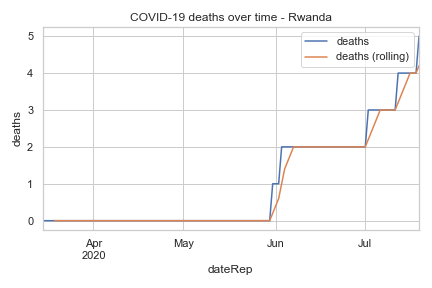 COVID-19 deaths over time - Rwanda
deaths
deaths (rolling)
5
4
3
2
1
0
deaths
Apr
2020
May
Jun
Jul
dateRep